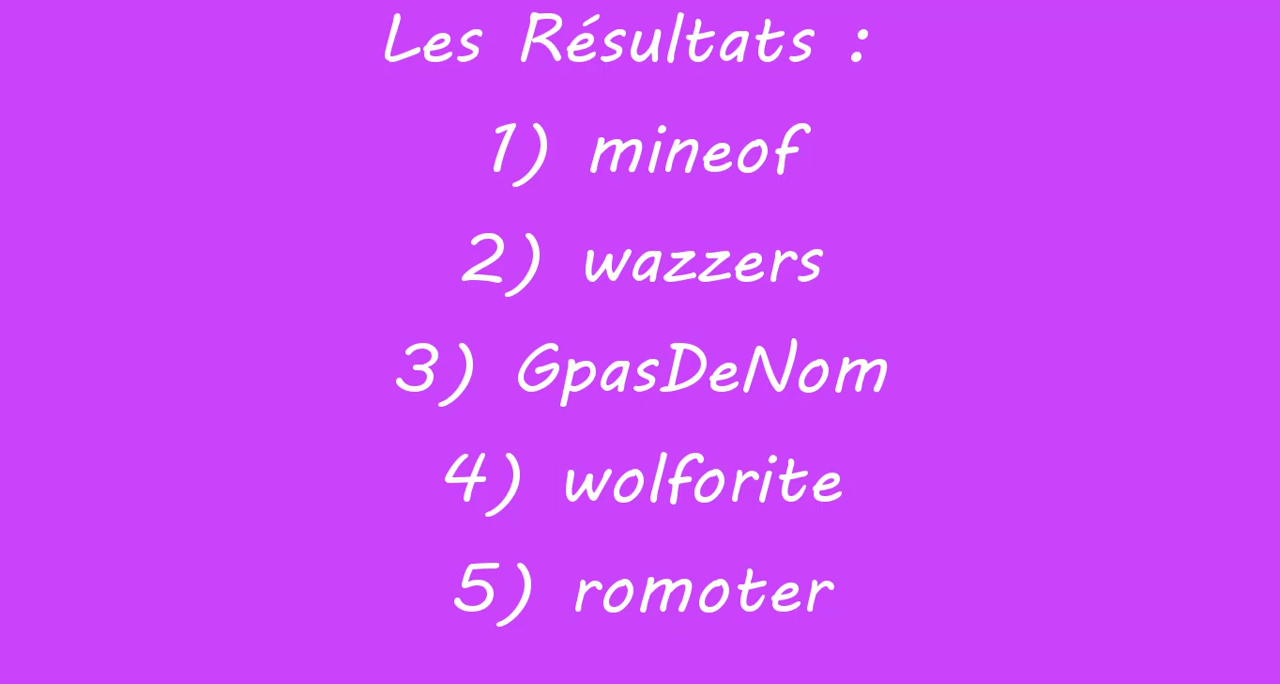 Les Résultats :
1) mineof
2) wazzers
3) GpasDeNom
4) wolforite
5) romoter